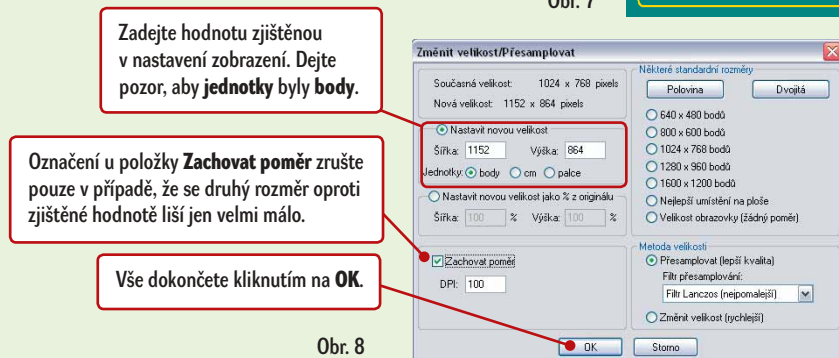 Obr. 7
Zadejte hodnotu zjištěnou
v nastavení zobrazení. Dejte
pozor, aby jednotky byly body.
Označení u položky Zachovat poměr zrušte
pouze v případě, že se druhý rozměr oproti
zjištěné hodnotě liší jen velmi málo.
Vše dokončete kliknutím na OK.
Obr. 8
Změnit velikost/Přesamplovat
Současná velikost: 1024 x 768 pixels
Nová velikost: 1152 x 864 pixels
Nastavit novou velikost
Šířka: 1152 Výška: 864
Jednotky: body cm palce
Nastavit novou velikost jako % z originálu
Šířka: 100 % Výška: 100 %
Zachovat poměr
DPI: 100
Některé standardní rozměry
Polovina Dvojitá
640 x 480 bodů
800 x 600 bodů
1024 x 768 bodů
1280 x 960 bodů
1600 x 1200 bodů
Nejlepší umístění na ploše
Velikost obrazovky (žádný poměr)
Metoda velikosti
Přesamplovat (lepší kvalita)
Filtr přesamplování:
Filtr Lanczos (nejpomalejší)
Změnit velikost (rychlejší)
OK Storno